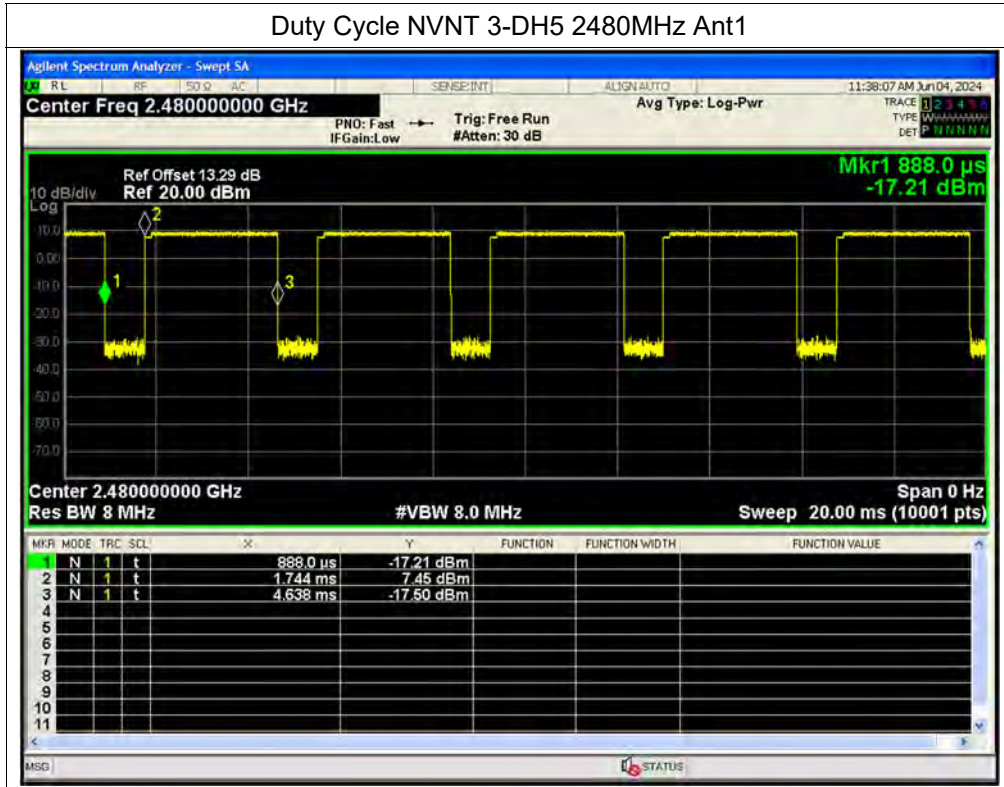 Duty Cycle NVNT 3-DH5 2480MHz Ant1
Agilent Spectrum Analyzer - Swept SA
RL RF 50 Ω AC SENSE:INT ALIGN AUTO 11:38:07 AM Jun 04, 2024
Center Freq 2.480000000 GHz Avg Type: Log-Pwr TRACE 1 2 3 4 5 6
PNO: Fast Trig: Free Run TYPE W
IFGain:Low #Atten: 30 dB DET P N N N N N
Mkr1 888.0 µs
-17.21 dBm
Ref Offset 13.29 dB
10 dB/div Ref 20.00 dBm
Log
10.0
0.00
-10.0
-20.0
-30.0
-40.0
-50.0
-60.0
-70.0
1
2
3
Center 2.480000000 GHz Span 0 Hz
Res BW 8 MHz #VBW 8.0 MHz Sweep 20.00 ms (10001 pts)
MKR MODE TRC SCL X Y FUNCTION FUNCTION WIDTH FUNCTION VALUE
1 N 1 t 888.0 µs -17.21 dBm
2 N 1 t 1.744 ms 7.45 dBm
3 N 1 t 4.638 ms -17.50 dBm
4
5
6
7
8
9
10
11
MSG STATUS